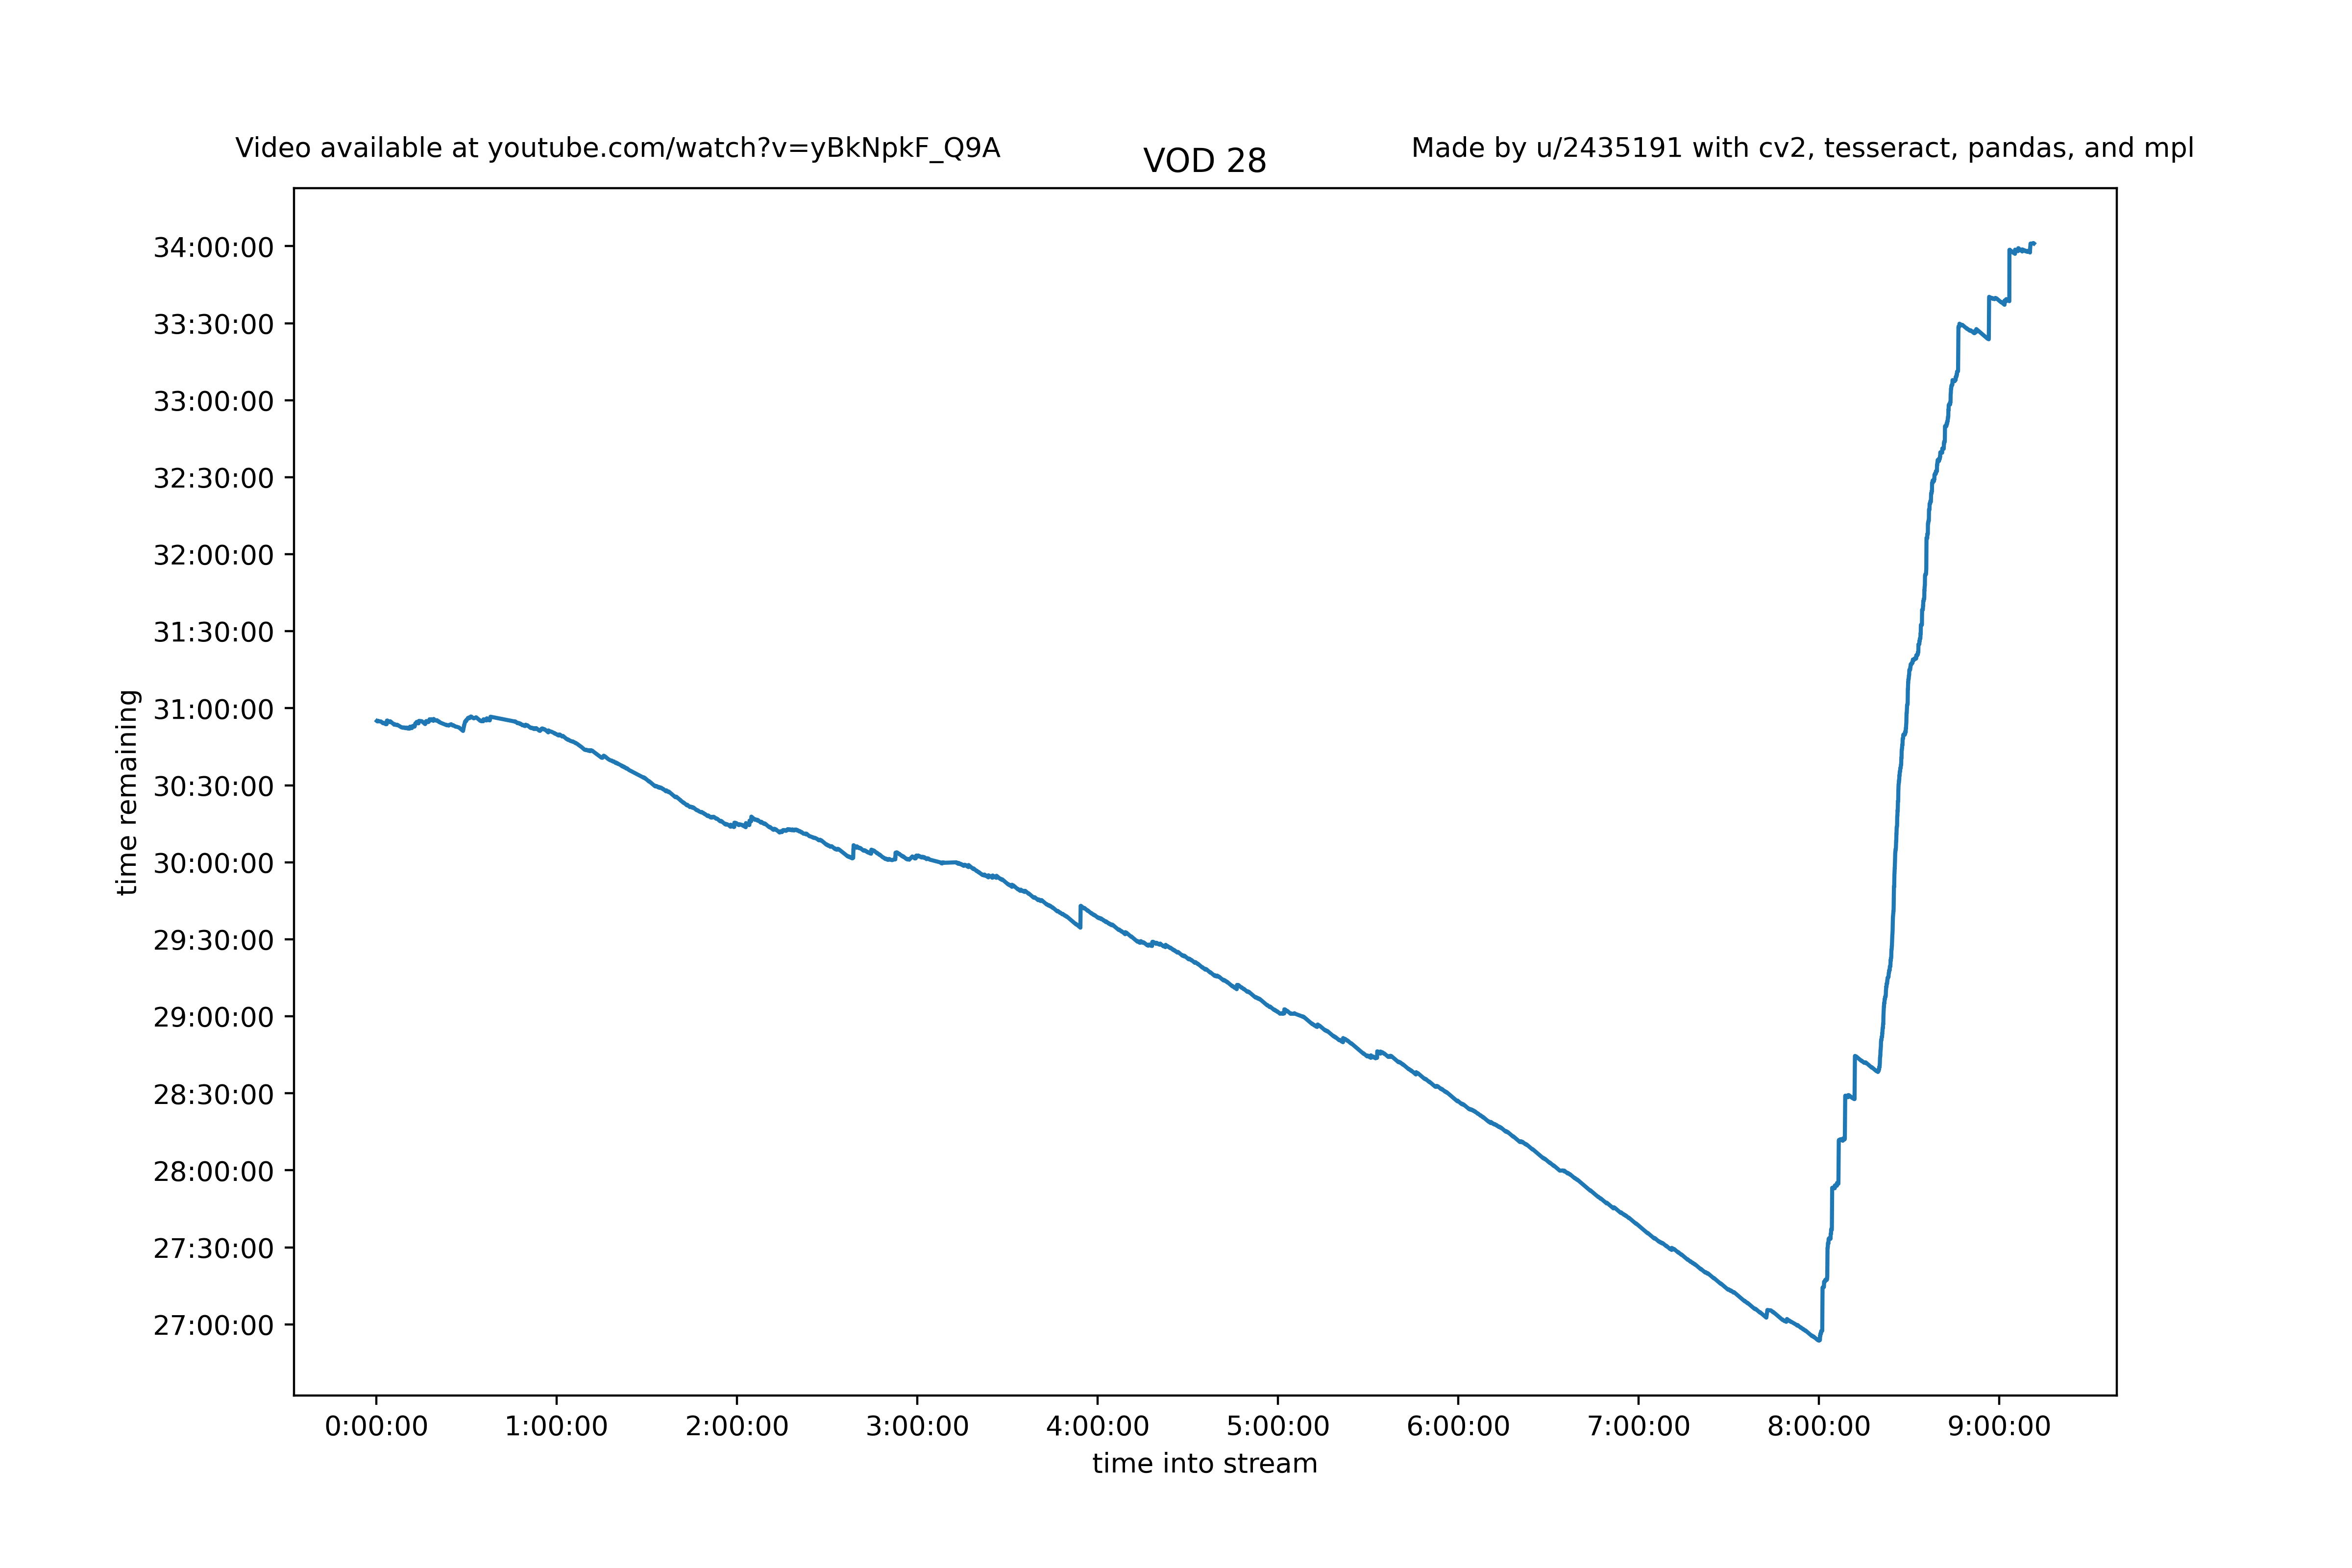 Video available at youtube.com/watch?v=yBkNpkF_Q9A
VOD 28
Made by u/2435191 with cv2, tesseract, pandas, and mpl
34:00:00
33:30:00
33:00:00
32:30:00
32:00:00
31:30:00
31:00:00
30:30:00
30:00:00
29:30:00
29:00:00
28:30:00
28:00:00
27:30:00
27:00:00
time remaining
0:00:00 1:00:00 2:00:00 3:00:00 4:00:00 5:00:00 6:00:00 7:00:00 8:00:00 9:00:00
time into stream